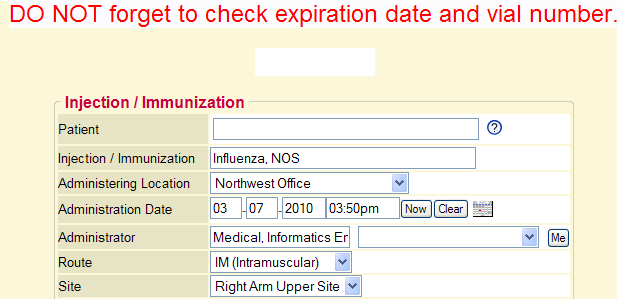 DO NOT forget to check expiration date and vial number.
Injection / Immunization
Patient ?
Injection / Immunization Influenza, NOS
Administering Location Northwest Office
Administration Date 03 - 07 - 2010 03:50pm Now Clear
Administrator Medical, Informatics Er Me
Route IM (Intramuscular)
Site Right Arm Upper Site